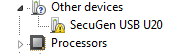 Other devices
SecuGen USB U20
Processors